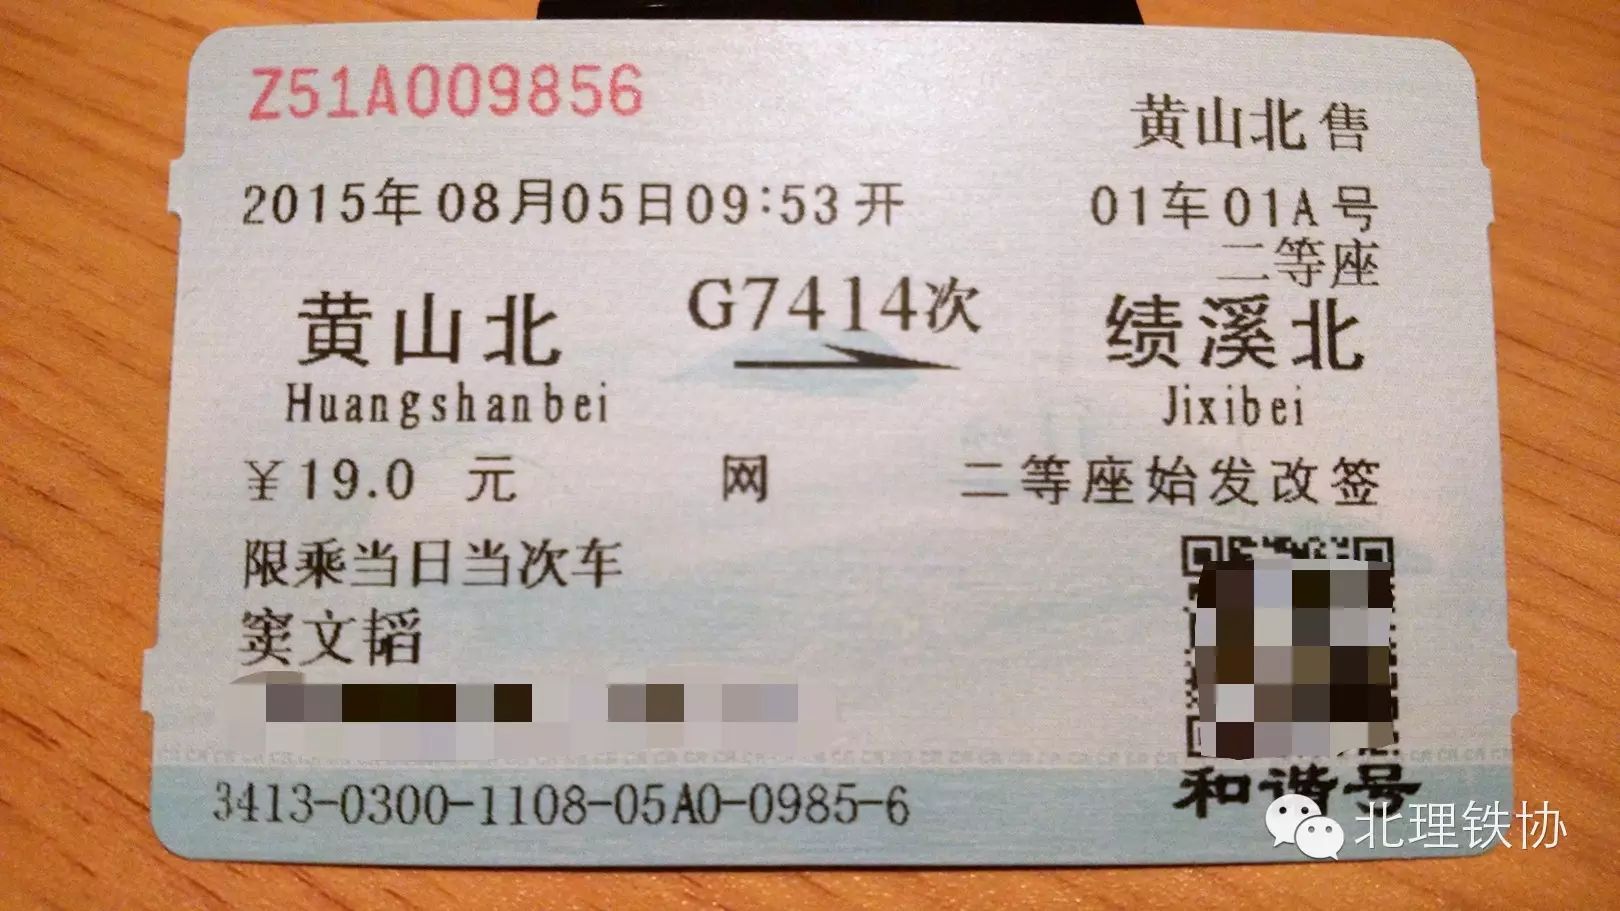 Z51A009856
黄山北 售
2015年08月05日09:53开
01车01A号
二等座
黄山北
G7414次
绩溪北
Huangshanbei
Jixibei
¥19.0 元
网
二等座始发改签
限乘当日当次车
窦文韬
3413-0300-1108-05A0-0985-6
和谐号
北理铁协